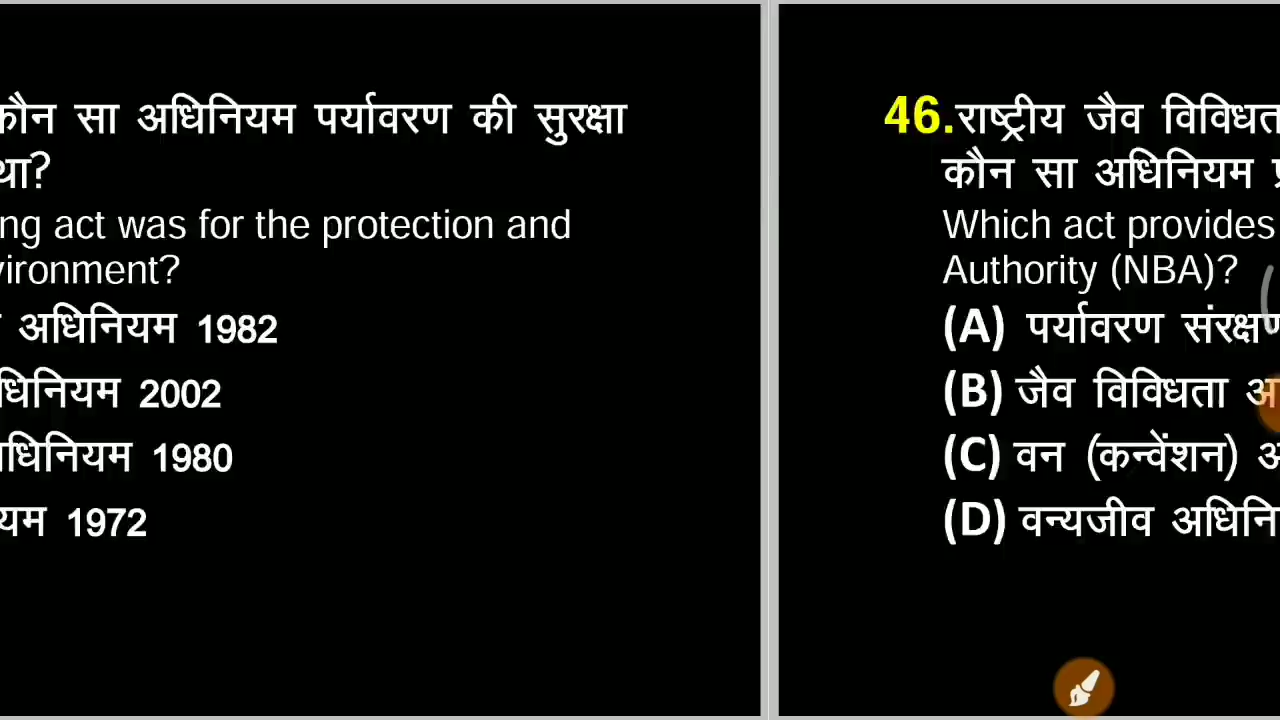 कौन सा अधिनियम पर्यावरण की सुरक्षा
था?
ng act was for the protection and
vironment?
अधिनियम 1982
धिनियम 2002
धिनियम 1980
यम 1972
46.राष्ट्रीय जैव विविधत
कौन सा अधिनियम
Which act provides
Authority (NBA)?
(A) पर्यावरण संरक्षण
(B) जैव विविधता अ
(C) वन (कन्वेंशन) अ
(D) वन्यजीव अधिनि